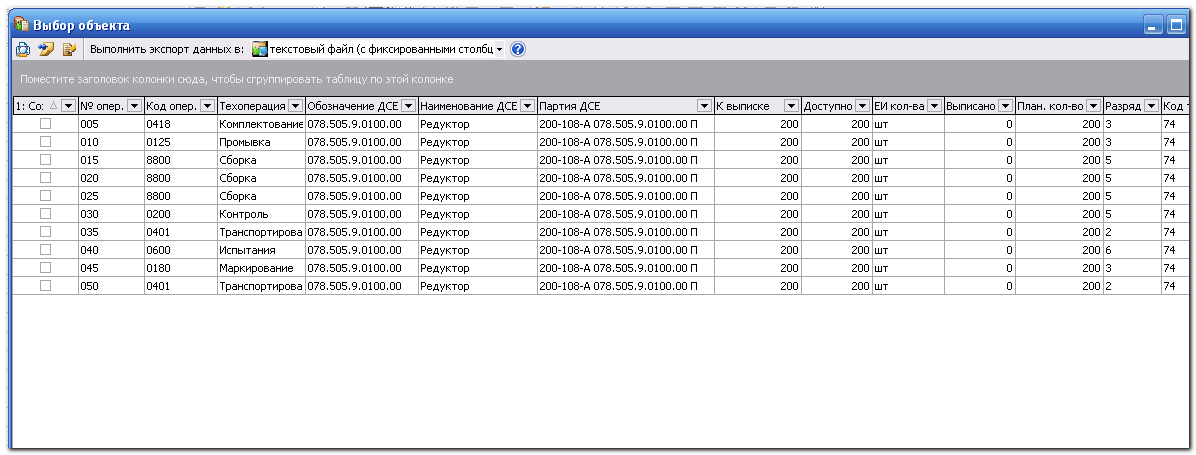 Выбор объекта
Выполнить экспорт данных в: текстовый файл (с фиксированными столбц
Поместите заголовок колонки сюда, чтобы сгруппировать таблицу по этой колонке
1: Со: № опер. Код опер. Техоперация Обозначение ДСЕ Наименование ДСЕ Партия ДСЕ К выписке Доступно ЕИ кол-ва Выписано План. кол-во Разряд Код т
005 0418 Комплектование 078.505.9.0100.00 Редуктор 200-108-А 078.505.9.0100.00 П 200 200 шт 0 200 3 74
010 0125 Промывка 078.505.9.0100.00 Редуктор 200-108-А 078.505.9.0100.00 П 200 200 шт 0 200 3 74
015 8800 Сборка 078.505.9.0100.00 Редуктор 200-108-А 078.505.9.0100.00 П 200 200 шт 0 200 5 74
020 8800 Сборка 078.505.9.0100.00 Редуктор 200-108-А 078.505.9.0100.00 П 200 200 шт 0 200 5 74
025 8800 Сборка 078.505.9.0100.00 Редуктор 200-108-А 078.505.9.0100.00 П 200 200 шт 0 200 5 74
030 0200 Контроль 078.505.9.0100.00 Редуктор 200-108-А 078.505.9.0100.00 П 200 200 шт 0 200 5 74
035 0401 Транспортирова 078.505.9.0100.00 Редуктор 200-108-А 078.505.9.0100.00 П 200 200 шт 0 200 2 74
040 0600 Испытания 078.505.9.0100.00 Редуктор 200-108-А 078.505.9.0100.00 П 200 200 шт 0 200 6 74
045 0180 Маркирование 078.505.9.0100.00 Редуктор 200-108-А 078.505.9.0100.00 П 200 200 шт 0 200 3 74
050 0401 Транспортирова 078.505.9.0100.00 Редуктор 200-108-А 078.505.9.0100.00 П 200 200 шт 0 200 2 74